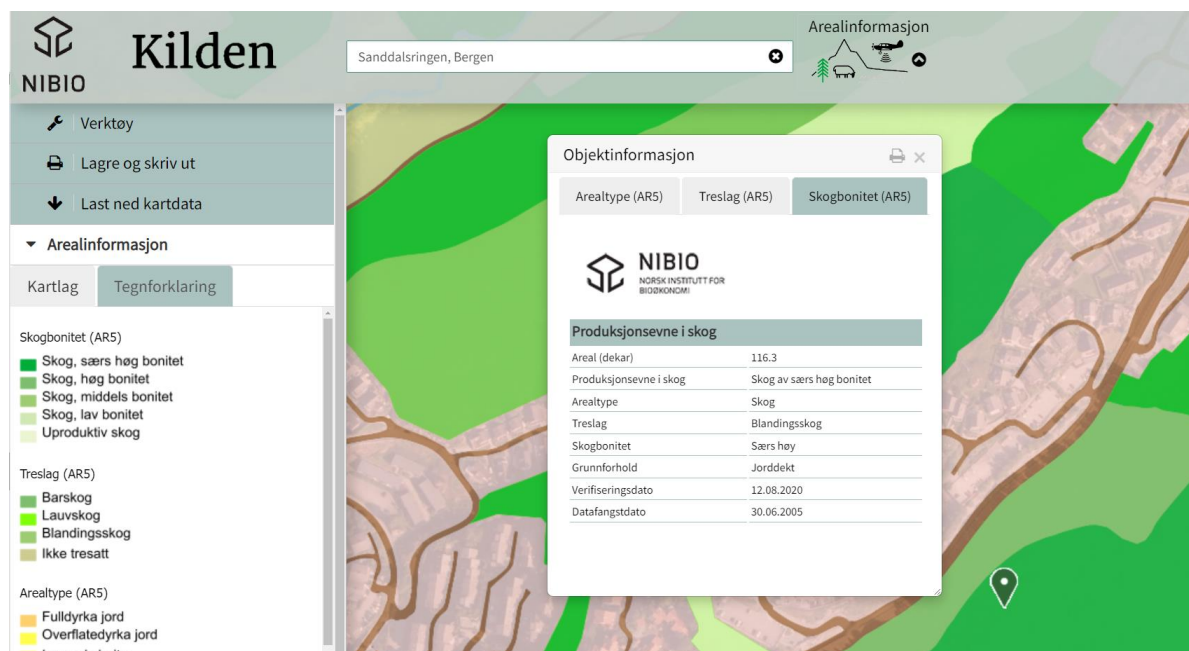 NIBIO
Kilden
Sanddalsringen, Bergen
Arealinformasjon
Verktøy
Lagre og skriv ut
Last ned kartdata
Arealinformasjon
Kartlag Tegnforklaring
Skogbonitet (AR5)
Skog, særs høg bonitet
Skog, høg bonitet
Skog, middels bonitet
Skog, lav bonitet
Uproduktiv skog
Treslag (AR5)
Barskog
Lauvskog
Blandingsskog
Ikke tresatt
Arealtype (AR5)
Fulldyrka jord
Overflatedyrka jord
Objektinformasjon
Arealtype (AR5) Treslag (AR5) Skogbonitet (AR5)
NIBIO
NORSK INSTITUTT FOR
BIOØKONOMI
Produksjonsevne i skog
Areal (dekar) 116.3
Produksjonsevne i skog Skog av særs høg bonitet
Arealtype Skog
Treslag Blandingsskog
Skogbonitet Særs høy
Grunnforhold Jorddekt
Verifiseringsdato 12.08.2020
Datafangstdato 30.06.2005